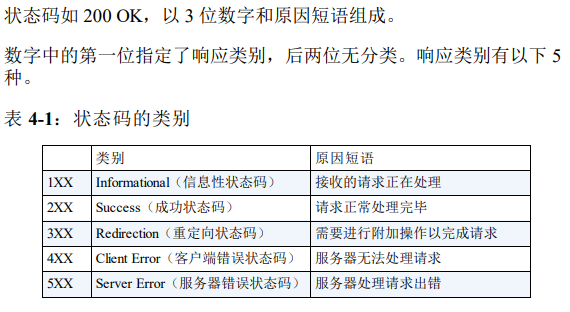 状态码如 200 OK，以 3 位数字和原因短语组成。
数字中的第一位指定了响应类别，后两位无分类。响应类别有以下 5
种。
表 4-1：状态码的类别
类别 原因短语
1XX Informational（信息性状态码） 接收的请求正在处理
2XX Success（成功状态码） 请求正常处理完毕
3XX Redirection（重定向状态码） 需要进行附加操作以完成请求
4XX Client Error（客户端错误状态码） 服务器无法处理请求
5XX Server Error（服务器错误状态码） 服务器处理请求出错